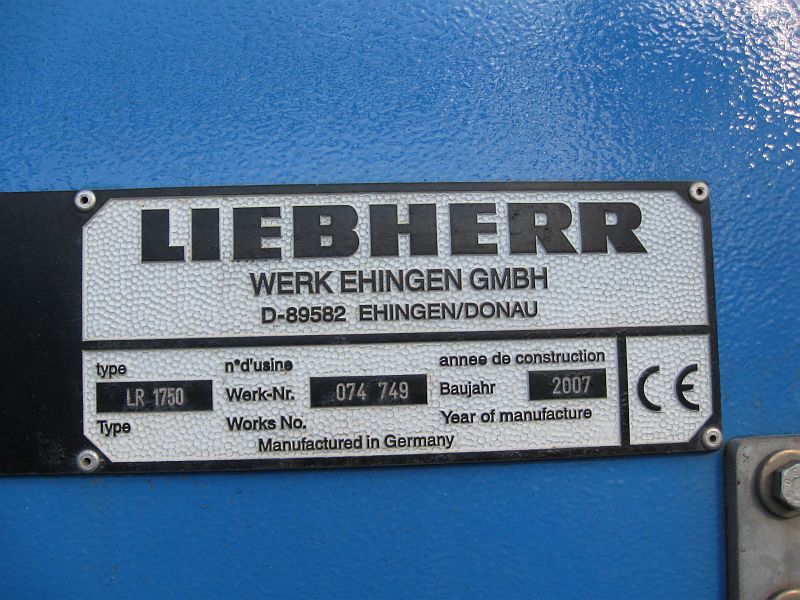 LIEBHERR
WERK EHINGEN GMBH
D-89582 EHINGEN/DONAU
type n°d'usine annee de construction
LR 1750 Werk-Nr. 074 749 Baujahr 2007
Type Works No. Year of manufacture
Manufactured in Germany
CE